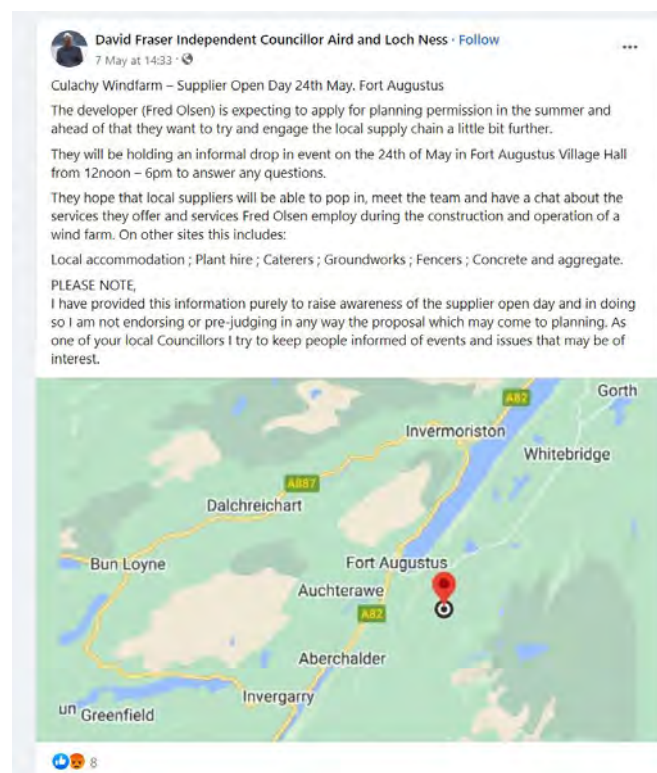 David Fraser Independent Councillor Aird and Loch Ness · Follow
7 May at 14:33 ·
Culachy Windfarm – Supplier Open Day 24th May. Fort Augustus
The developer (Fred Olsen) is expecting to apply for planning permission in the summer and
ahead of that they want to try and engage the local supply chain a little bit further.
They will be holding an informal drop in event on the 24th of May in Fort Augustus Village Hall
from 12noon – 6pm to answer any questions.
They hope that local suppliers will be able to pop in, meet the team and have a chat about the
services they offer and services Fred Olsen employ during the construction and operation of a
wind farm. On other sites this includes:
Local accommodation ; Plant hire ; Caterers ; Groundworks ; Fencers ; Concrete and aggregate.
PLEASE NOTE,
I have provided this information purely to raise awareness of the supplier open day and in doing
so I am not endorsing or pre-judging in any way the proposal which may come to planning. As
one of your local Councillors I try to keep people informed of events and issues that may be of
interest.
A82
Gorth
Invermoriston
Whitebridge
A887
Dalchreichart
Bun Loyne
Fort Augustus
Auchterawe
A82
Aberchalder
Invergarry
un
Greenfield
8